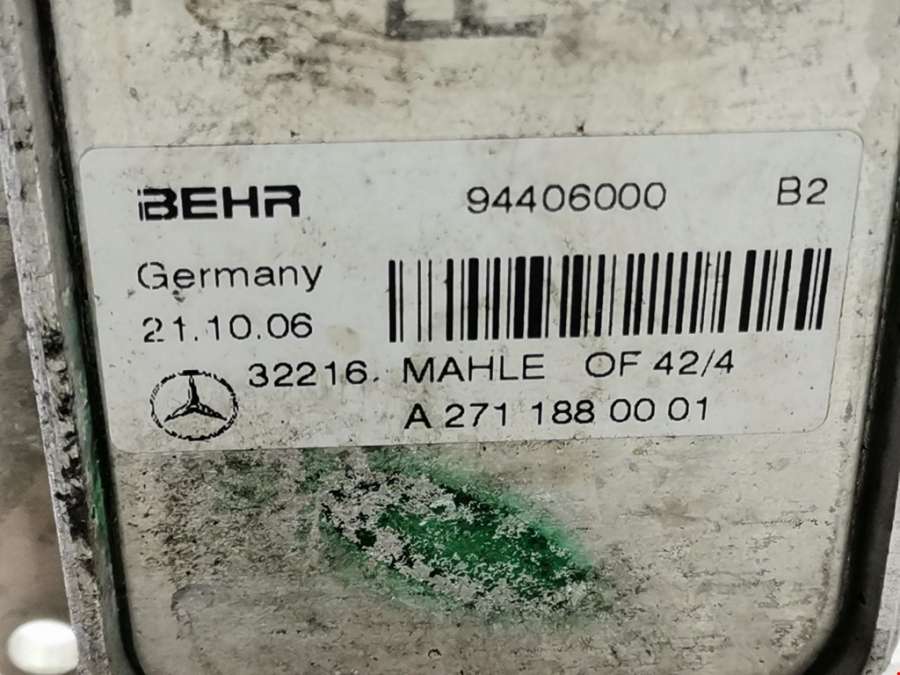 BEHR 94406000 B2
Germany
21.10.06
32216. MAHLE OF 42/4
A 271 188 00 01